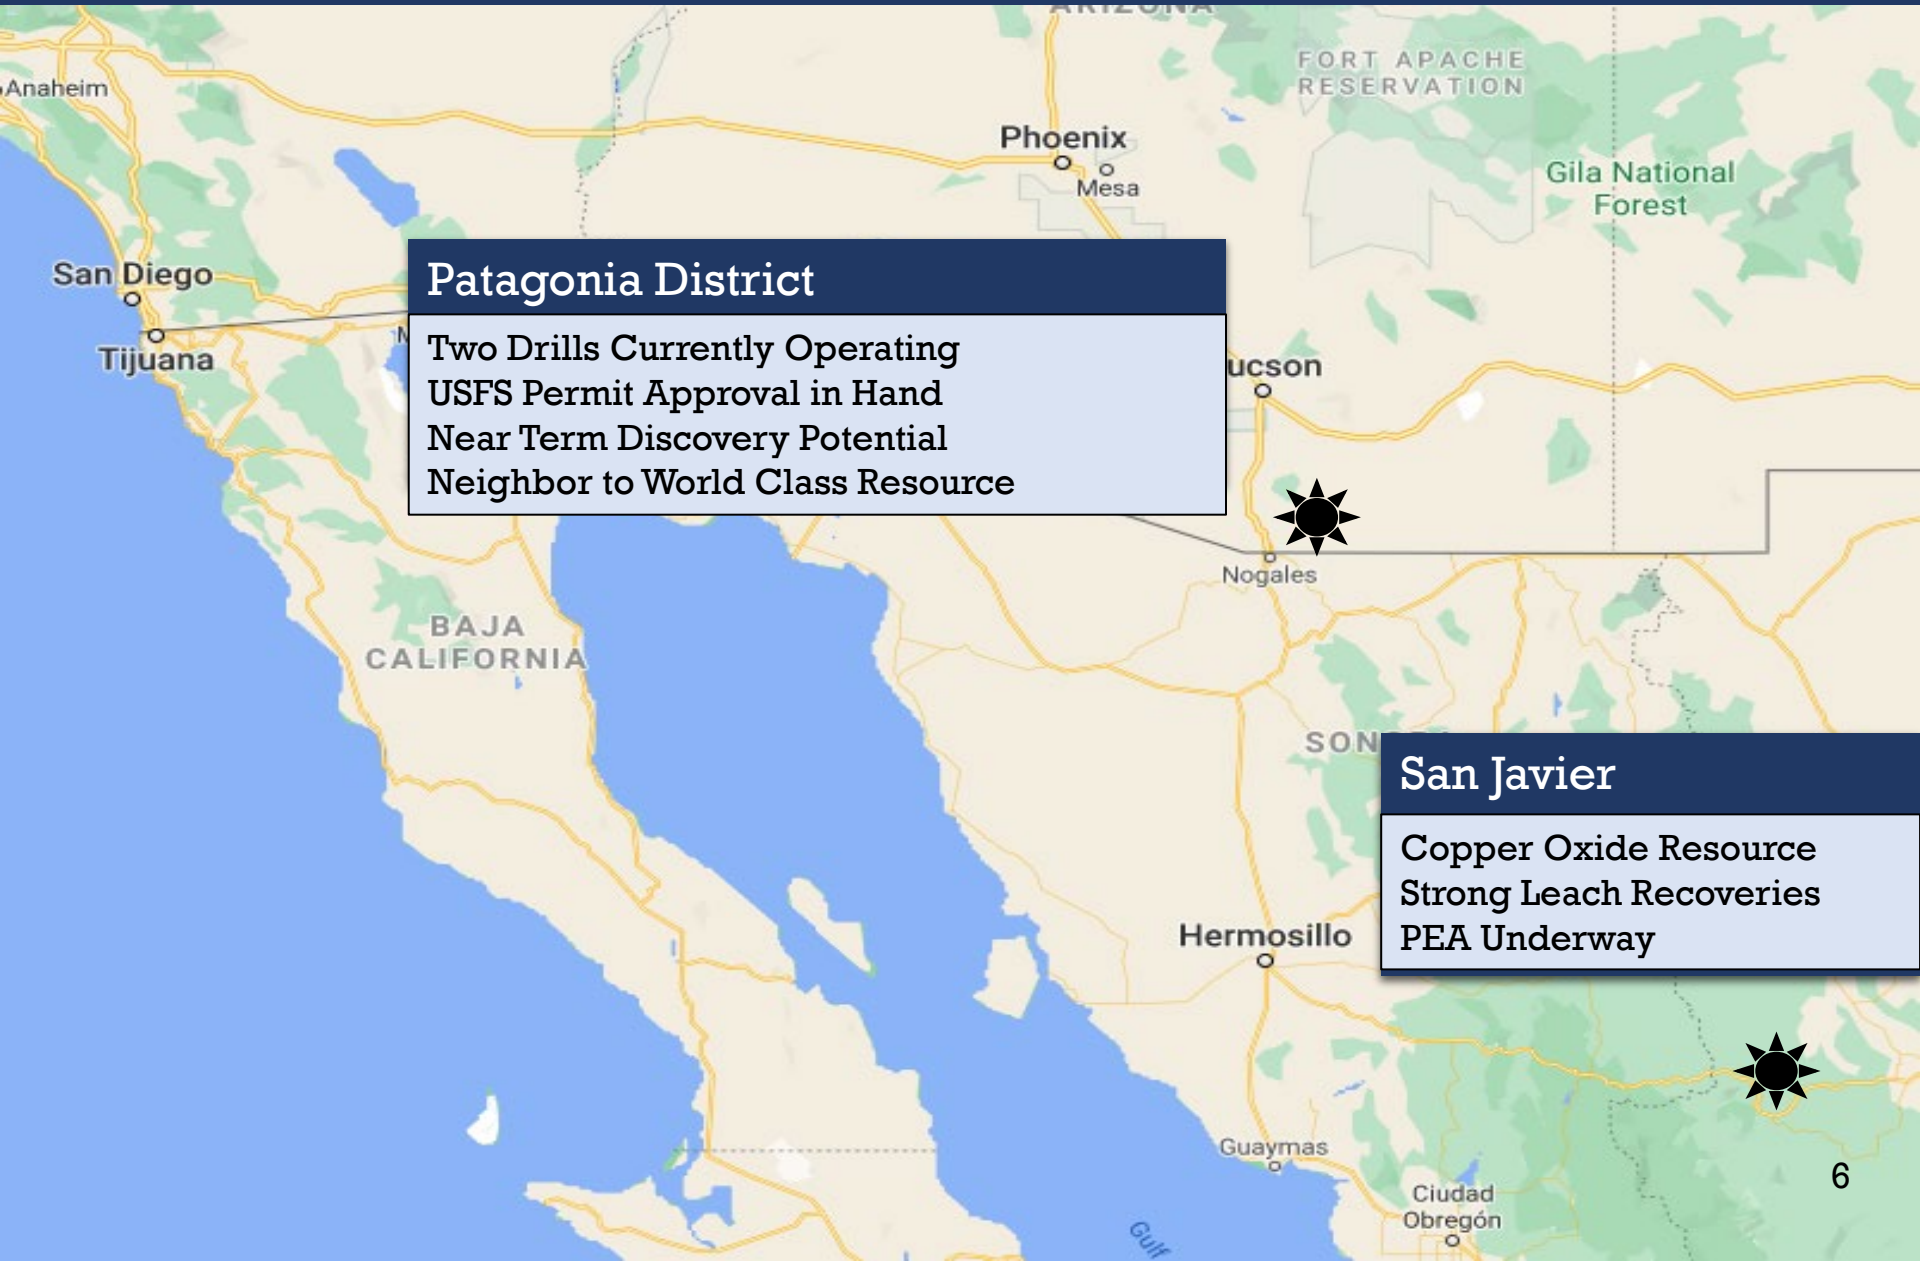 ARIZONA
FORT APACHE
RESERVATION
Anaheim
Phoenix
Mesa
Gila National
Forest
San Diego
Tijuana
Patagonia District
Two Drills Currently Operating
USFS Permit Approval in Hand
Near Term Discovery Potential
Neighbor to World Class Resource
ucson
Nogales
BAJA
CALIFORNIA
SON
San Javier
Copper Oxide Resource
Strong Leach Recoveries
PEA Underway
Hermosillo
Guaymas
Ciudad
Obregón
Gulf
6